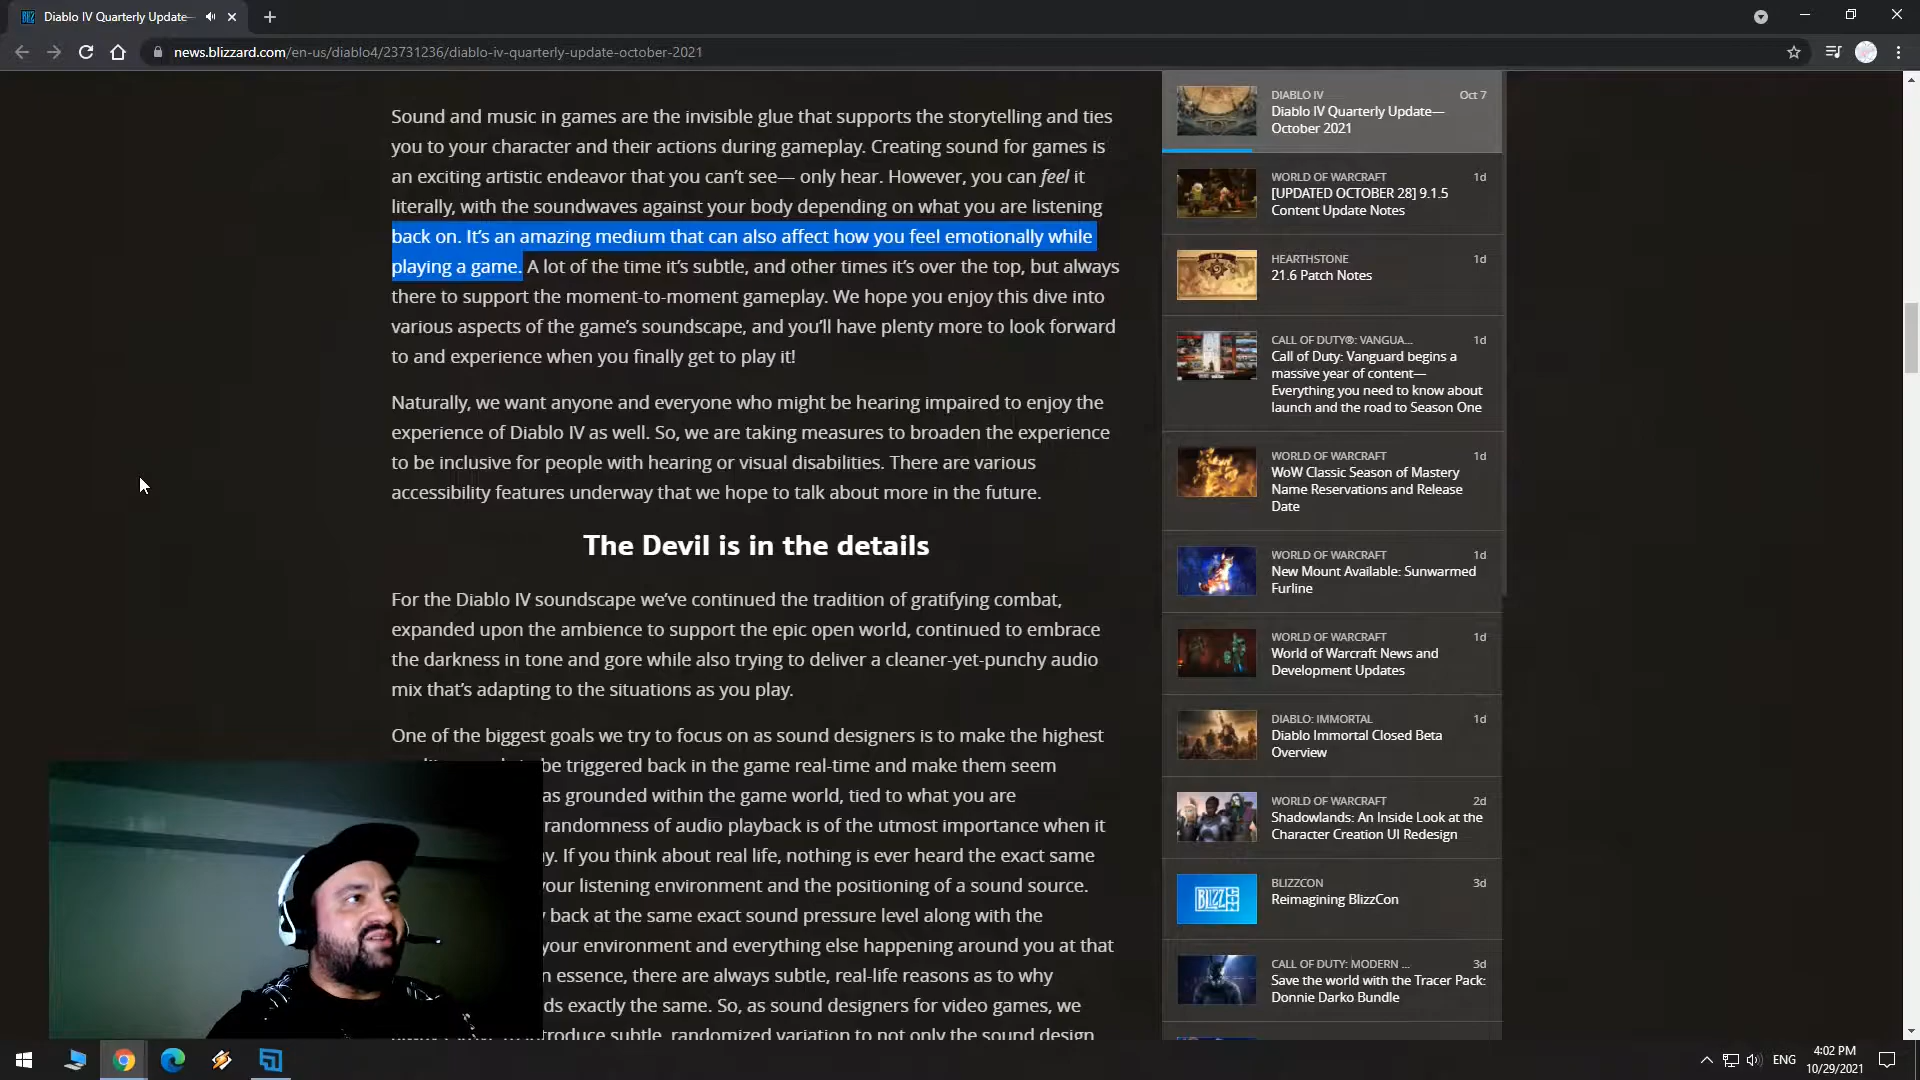 Diablo IV Quarterly Update—
news.blizzard.com/en-us/diablo4/23731236/diablo-iv-quarterly-update-october-2021
Sound and music in games are the invisible glue that supports the storytelling and ties
you to your character and their actions during gameplay. Creating sound for games is
an exciting artistic endeavor that you can’t see— only hear. However, you can feel it
literally, with the soundwaves against your body depending on what you are listening
back on. It’s an amazing medium that can also affect how you feel emotionally while
playing a game. A lot of the time it’s subtle, and other times it’s over the top, but always
there to support the moment-to-moment gameplay. We hope you enjoy this dive into
various aspects of the game’s soundscape, and you’ll have plenty more to look forward
to and experience when you finally get to play it!
Naturally, we want anyone and everyone who might be hearing impaired to enjoy the
experience of Diablo IV as well. So, we are taking measures to broaden the experience
to be inclusive for people with hearing or visual disabilities. There are various
accessibility features underway that we hope to talk about more in the future.
The Devil is in the details
For the Diablo IV soundscape we’ve continued the tradition of gratifying combat,
expanded upon the ambience to support the epic open world, continued to embrace
the darkness in tone and gore while also trying to deliver a cleaner-yet-punchy audio
mix that’s adapting to the situations as you play.
One of the biggest goals we try to focus on as sound designers is to make the highest
be triggered back in the game real-time and make them seem
as grounded within the game world, tied to what you are
randomness of audio playback is of the utmost importance when it
y. If you think about real life, nothing is ever heard the exact same
your listening environment and the positioning of a sound source.
back at the same exact sound pressure level along with the
your environment and everything else happening around you at that
n essence, there are always subtle, real-life reasons as to why
ds exactly the same. So, as sound designers for video games, we
troduce subtle, randomized variation to not only the sound design
DIABLO IV Oct 7
Diablo IV Quarterly Update—
October 2021
WORLD OF WARCRAFT 1d
[UPDATED OCTOBER 28] 9.1.5
Content Update Notes
HEARTHSTONE 1d
21.6 Patch Notes
CALL OF DUTY®: VANGUA... 1d
Call of Duty: Vanguard begins a
massive year of content—
Everything you need to know about
launch and the road to Season One
WORLD OF WARCRAFT 1d
WoW Classic Season of Mastery
Name Reservations and Release
Date
WORLD OF WARCRAFT 1d
New Mount Available: Sunwarmed
Furline
WORLD OF WARCRAFT 1d
World of Warcraft News and
Development Updates
DIABLO: IMMORTAL 1d
Diablo Immortal Closed Beta
Overview
WORLD OF WARCRAFT 2d
Shadowlands: An Inside Look at the
Character Creation UI Redesign
BLIZZCON 3d
Reimagining BlizzCon
CALL OF DUTY: MODERN ... 3d
Save the world with the Tracer Pack:
Donnie Darko Bundle
ENG
4:02 PM
10/29/2021